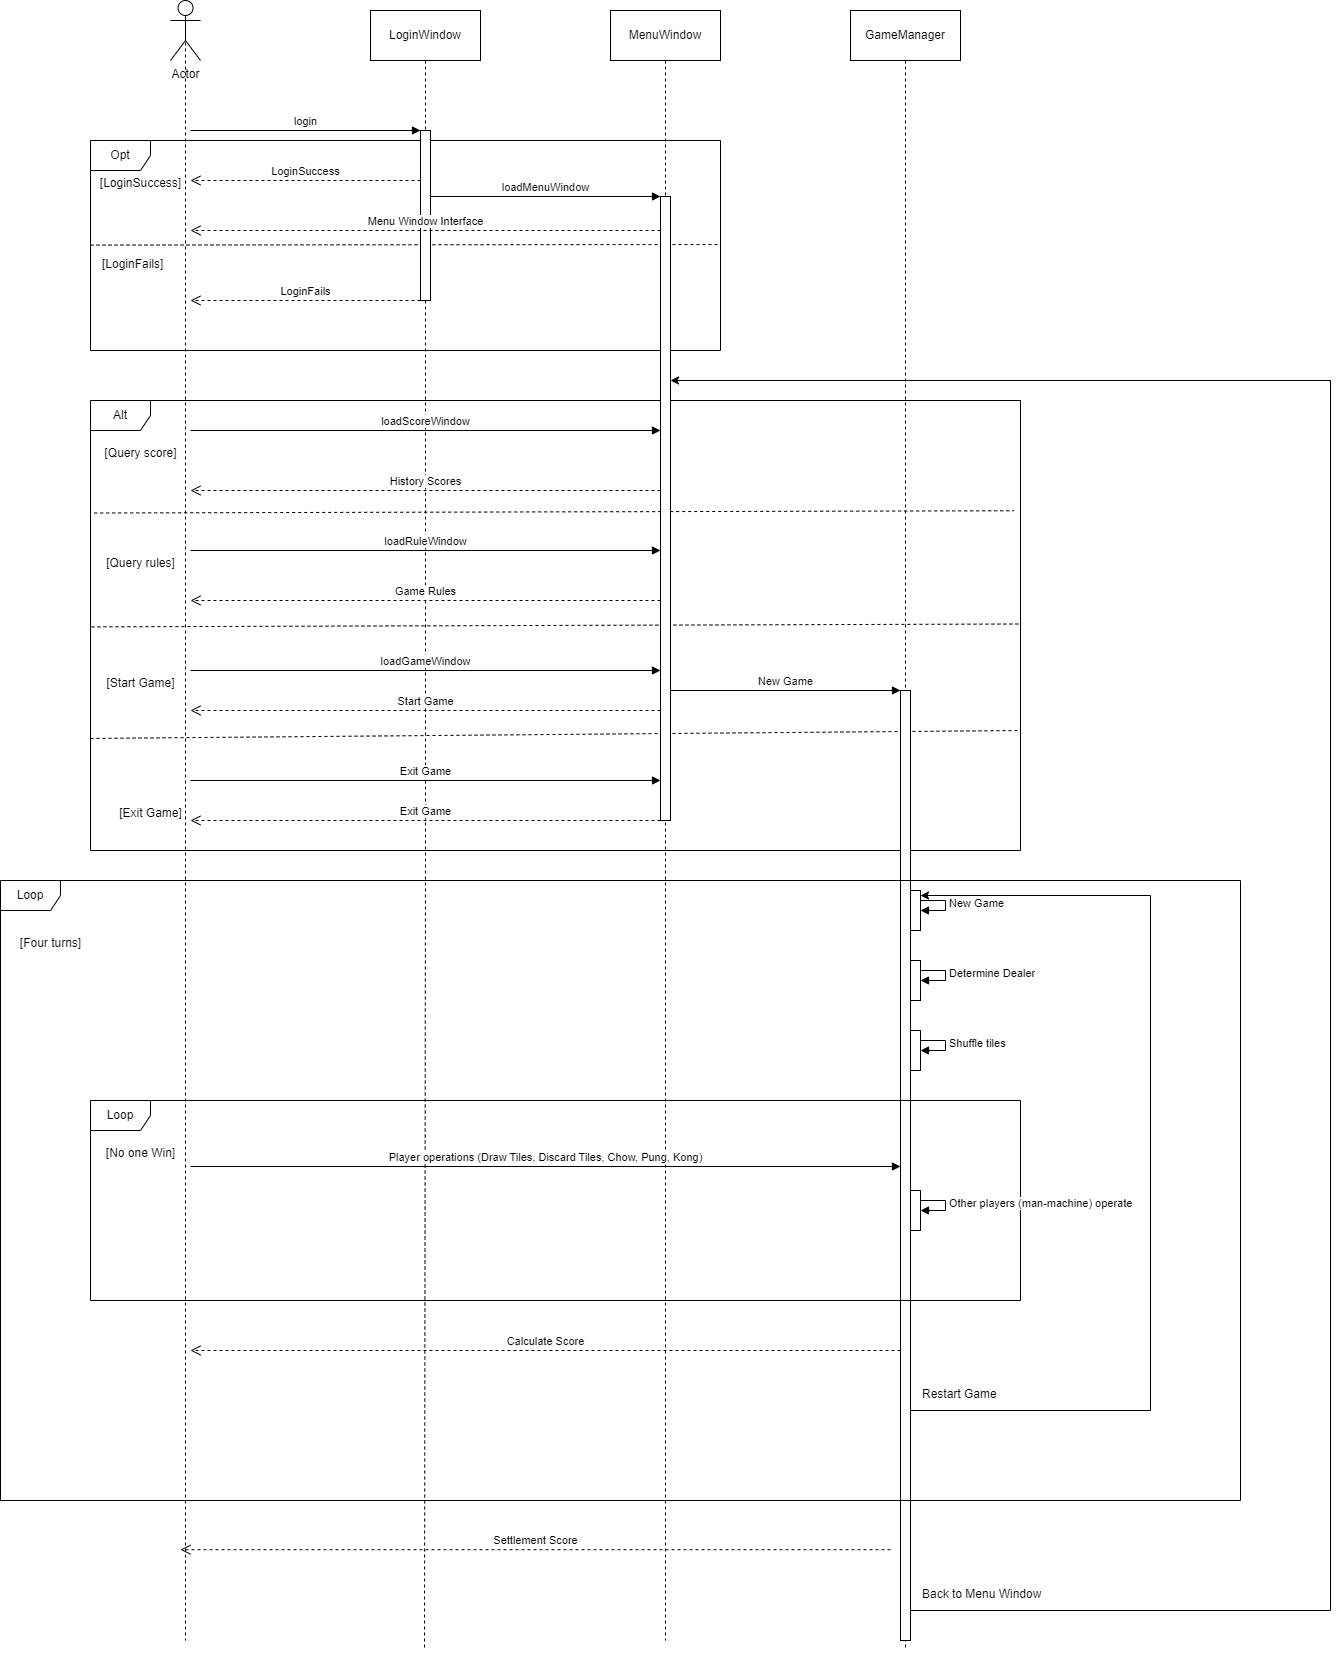 Actor
LoginWindow
MenuWindow
GameManager
login
Opt
[LoginSuccess]
LoginSuccess
loadMenuWindow
Menu Window Interface
[LoginFails]
LoginFails
Alt
loadScoreWindow
[Query score]
History Scores
loadRuleWindow
[Query rules]
Game Rules
loadGameWindow
[Start Game]
New Game
Start Game
Exit Game
[Exit Game]
Exit Game
Loop
New Game
[Four turns]
Determine Dealer
Shuffle tiles
Loop
[No one Win]
Player operations (Draw Tiles, Discard Tiles, Chow, Pung, Kong)
Other players (man-machine) operate
Calculate Score
Restart Game
Settlement Score
Back to Menu Window